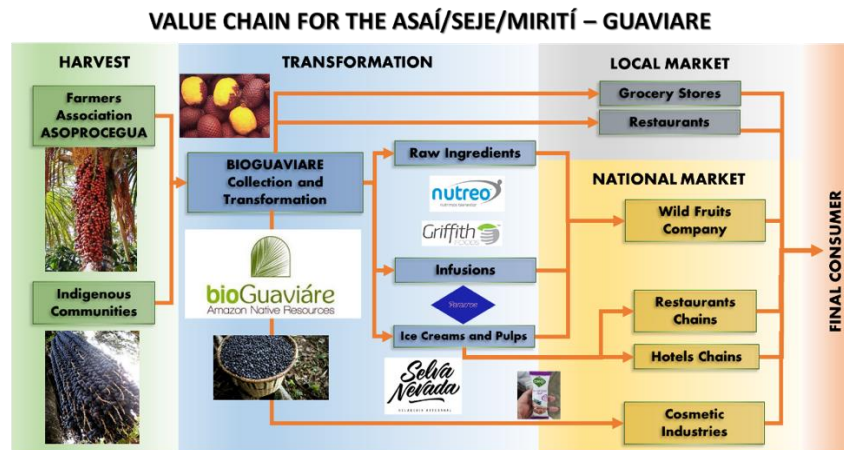 VALUE CHAIN FOR THE ASAÍ/SEJE/MIRITÍ – GUAVIARE
HARVEST
TRANSFORMATION
LOCAL MARKET
Farmers
Association
ASOPROCEGUA
Grocery Stores
Restaurants
BIOGUAVIARE
Collection and
Transformation
Raw Ingredients
NATIONAL MARKET
nutreo
Griffith
FOODS
Wild Fruits
Company
bioGuaviáre
Amazon Native Resources
Infusions
Indigenous
Communities
Restaurants
Chains
Ice Creams and Pulps
Hotels Chains
Selva
Nevada
Cosmetic
Industries
FINAL CONSUMER